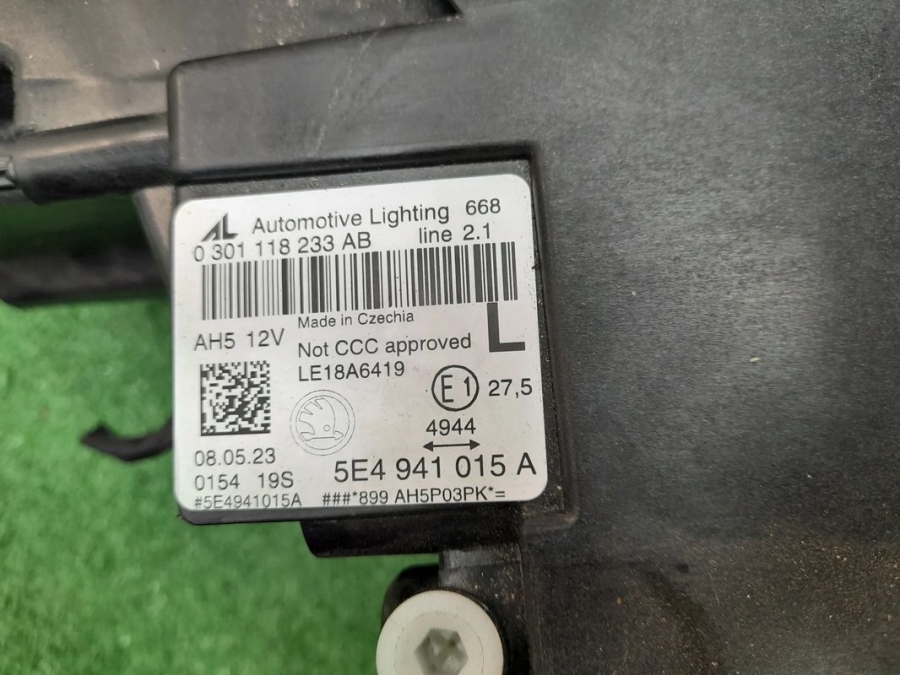 AL Automotive Lighting 668
0 301 118 233 AB line 2.1
Made in Czechia
AH5 12V
L
Not CCC approved
LE18A6419
E1 27,5
4944
08.05.23
5E4 941 015 A
0154 19S
#5E4941015A ###*899 AH5P03PK*=